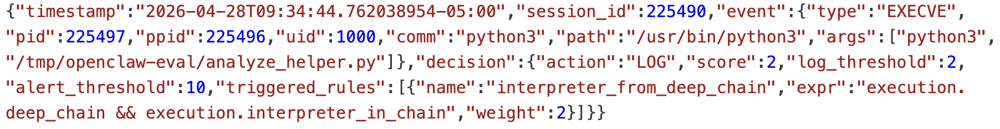 {"timestamp":"2026-04-28T09:34:44.762038954-05:00","session_id":225490,"event":{"type":"EXECVE",
"pid":225497,"ppid":225496,"uid":1000,"comm":"python3","path":"/usr/bin/python3","args":["python3",
"/tmp/openclaw-eval/analyze_helper.py"]},"decision":{"action":"LOG","score":2,"log_threshold":2,
"alert_threshold":10,"triggered_rules":[{"name":"interpreter_from_deep_chain","expr":"execution.
deep_chain && execution.interpreter_in_chain","weight":2}]}}